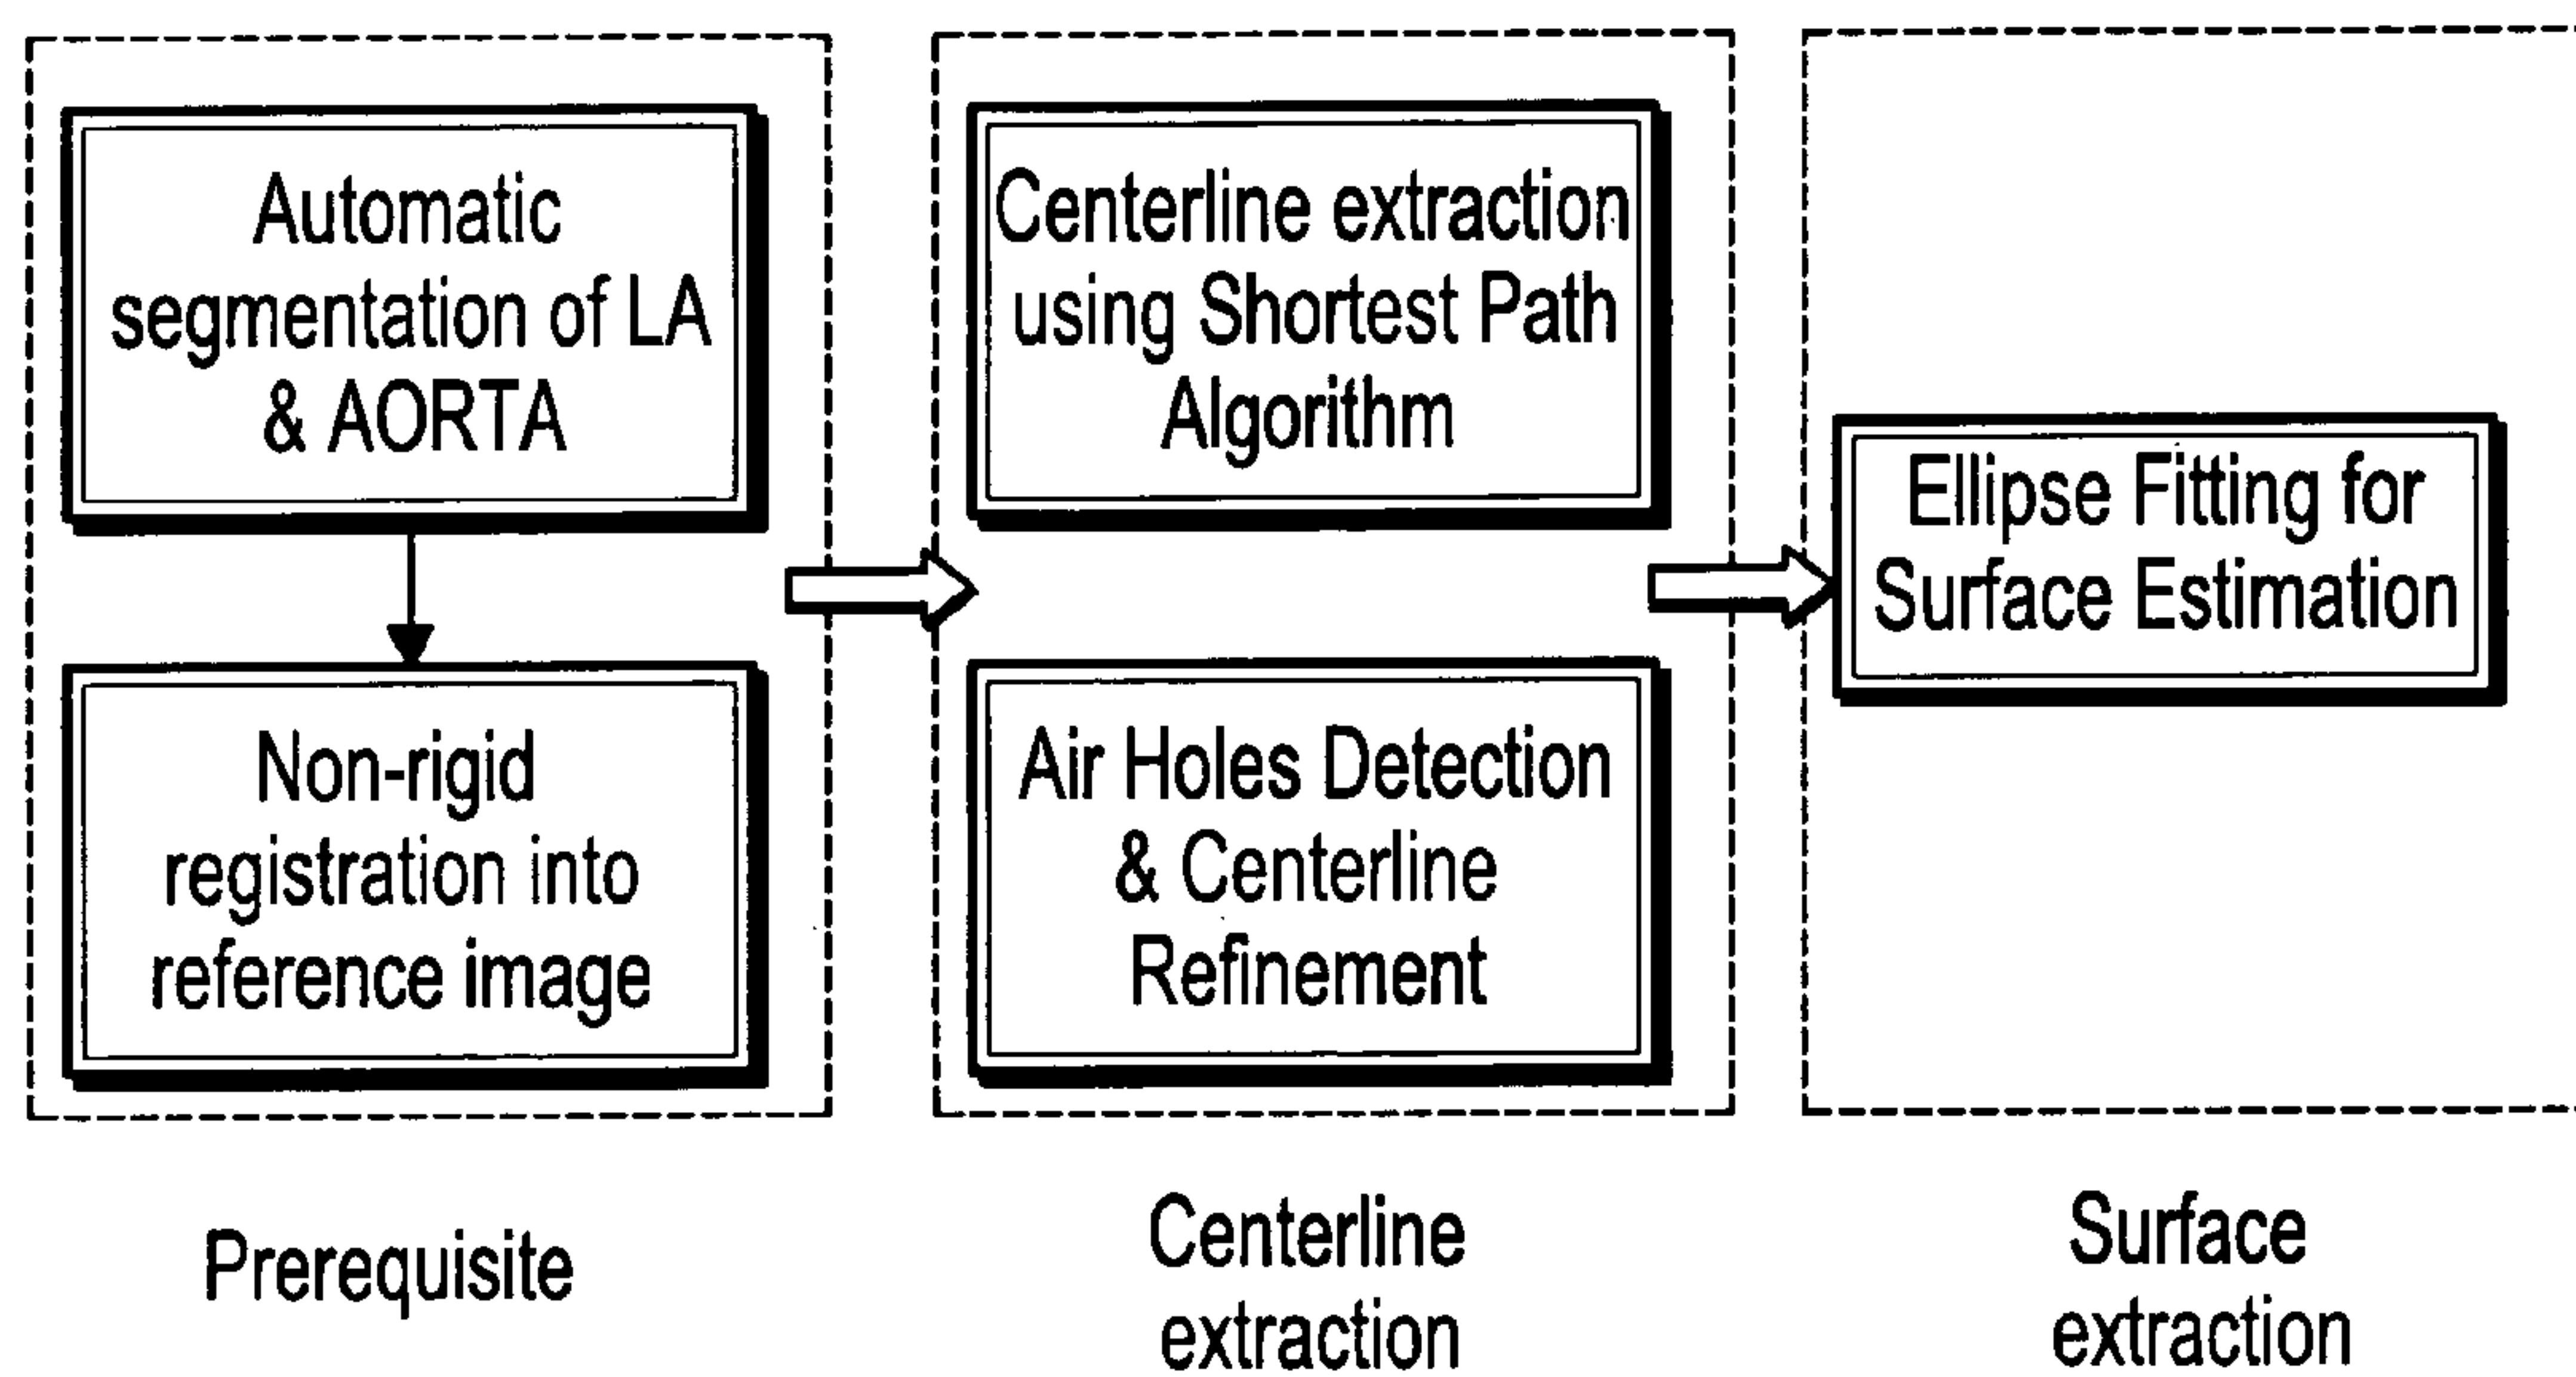 Automatic
segmentation of LA
& AORTA
Non-rigid
registration into
reference image
Prerequisite
Centerline extraction
using Shortest Path
Algorithm
Air Holes Detection
& Centerline
Refinement
Centerline
extraction
Ellipse Fitting for
Surface Estimation
Surface
extraction